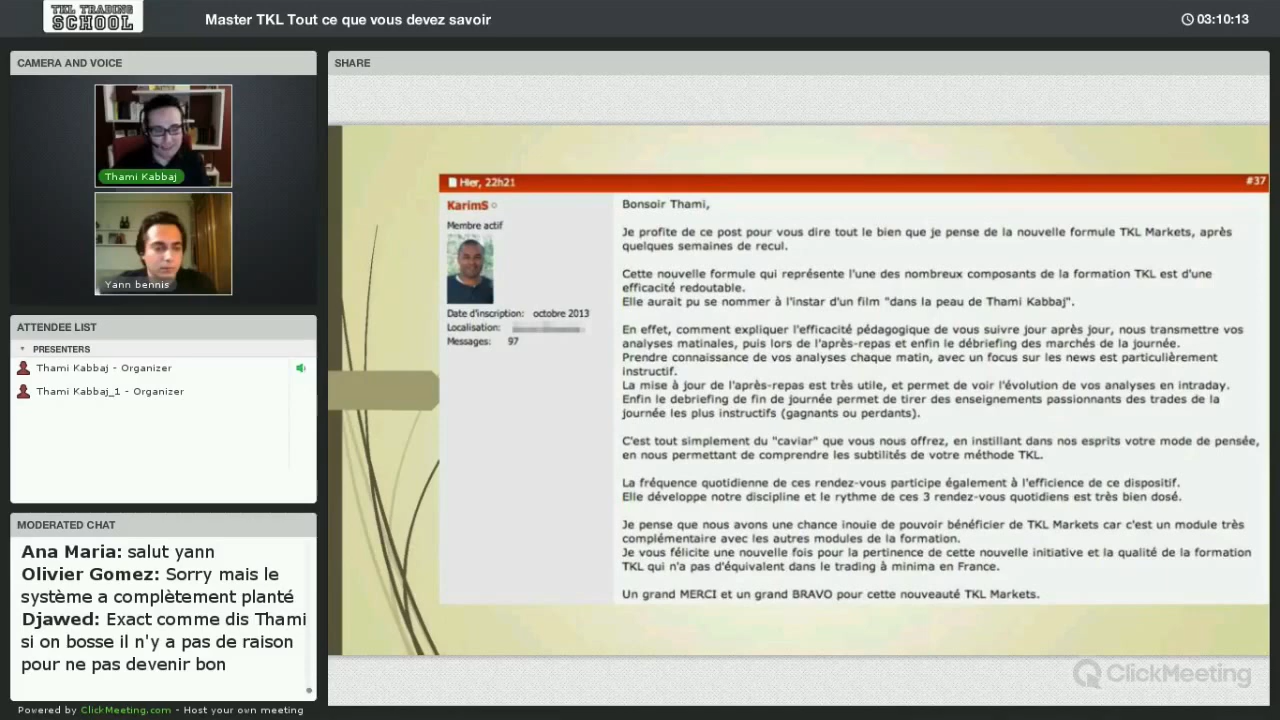 TKL TRADING
SCHOOL
Master TKL Tout ce que vous devez savoir
03:10:13
CAMERA AND VOICE
Thami Kabbaj
Yann bennis
ATTENDEE LIST
PRESENTERS
Thami Kabbaj - Organizer
Thami Kabbaj_1 - Organizer
MODERATED CHAT
Ana Maria: salut yann
Olivier Gomez: Sorry mais le
système a complètement planté
Djawed: Exact comme dis Thami
si on bosse il n'y a pas de raison
pour ne pas devenir bon
Powered by ClickMeeting.com - Host your own meeting
SHARE
Hier, 22h21
#37
KarimS
Membre actif
Date d'inscription: octobre 2013
Localisation:
Messages: 97
Bonsoir Thami,
Je profite de ce post pour vous dire tout le bien que je pense de la nouvelle formule TKL Markets, après
quelques semaines de recul.
Cette nouvelle formule qui représente l'une des nombreux composants de la formation TKL est d'une
efficacité redoutable.
Elle aurait pu se nommer à l'instar d'un film "dans la peau de Thami Kabbaj".
En effet, comment expliquer l'efficacité pédagogique de vous suivre jour après jour, nous transmettre vos
analyses matinales, puis lors de l'après-repas et enfin le débriefing des marchés de la journée.
Prendre connaissance de vos analyses chaque matin, avec un focus sur les news est particulièrement
instructif.
La mise à jour de l'après-repas est très utile, et permet de voir l'évolution de vos analyses en intraday.
Enfin le debriefing de fin de journée permet de tirer des enseignements passionnants des trades de la
journée les plus instructifs (gagnants ou perdants).
C'est tout simplement du "caviar" que vous nous offrez, en instillant dans nos esprits votre mode de pensée,
en nous permettant de comprendre les subtilités de votre méthode TKL.
La fréquence quotidienne de ces rendez-vous participe également à l'efficience de ce dispositif.
Elle développe notre discipline et le rythme de ces 3 rendez-vous quotidiens est très bien dosé.
Je pense que nous avons une chance inouie de pouvoir bénéficier de TKL Markets car c'est un module très
complémentaire avec les autres modules de la formation.
Je vous félicite une nouvelle fois pour la pertinence de cette nouvelle initiative et la qualité de la formation
TKL qui n'a pas d'équivalent dans le trading à minima en France.
Un grand MERCI et un grand BRAVO pour cette nouveauté TKL Markets.
ClickMeeting